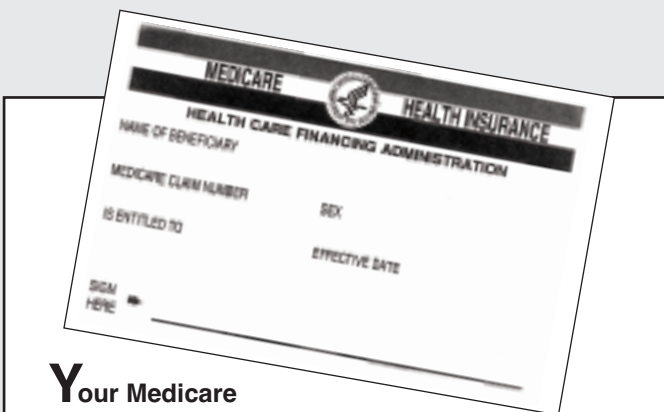 MEDICARE HEALTH INSURANCE
HEALTH CARE FINANCING ADMINISTRATION
NAME OF BENEFICIARY
MEDICARE CLAIM NUMBER SEX
IS ENTITLED TO EFFECTIVE DATE
SIGN
HERE
Your Medicare